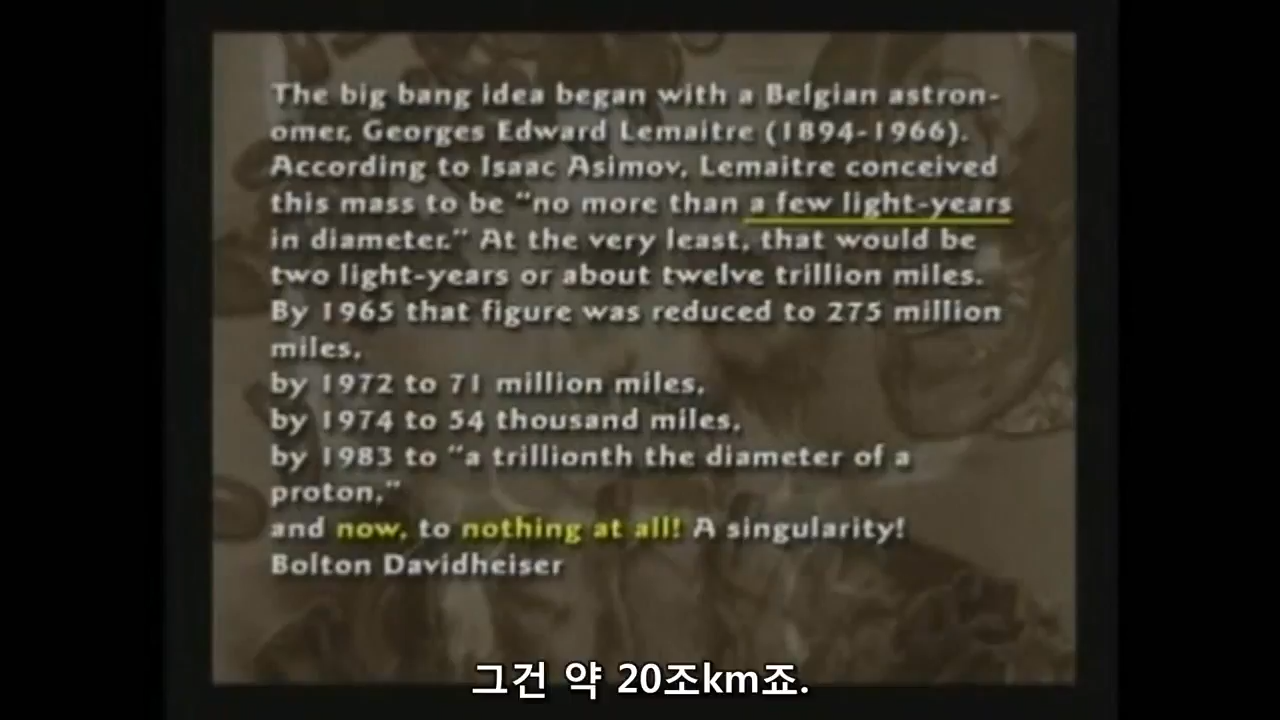 The big bang idea began with a Belgian astron-
omer, Georges Edward Lemaitre (1894-1966).
According to Isaac Asimov, Lemaitre conceived
this mass to be "no more than a few light-years
in diameter." At the very least, that would be
two light-years or about twelve trillion miles.
By 1965 that figure was reduced to 275 million
miles,
by 1972 to 71 million miles,
by 1974 to 54 thousand miles,
by 1983 to "a trillionth the diameter of a
proton,"
and now, to nothing at all! A singularity!
Bolton Davidheiser
그건 약 20조km죠.